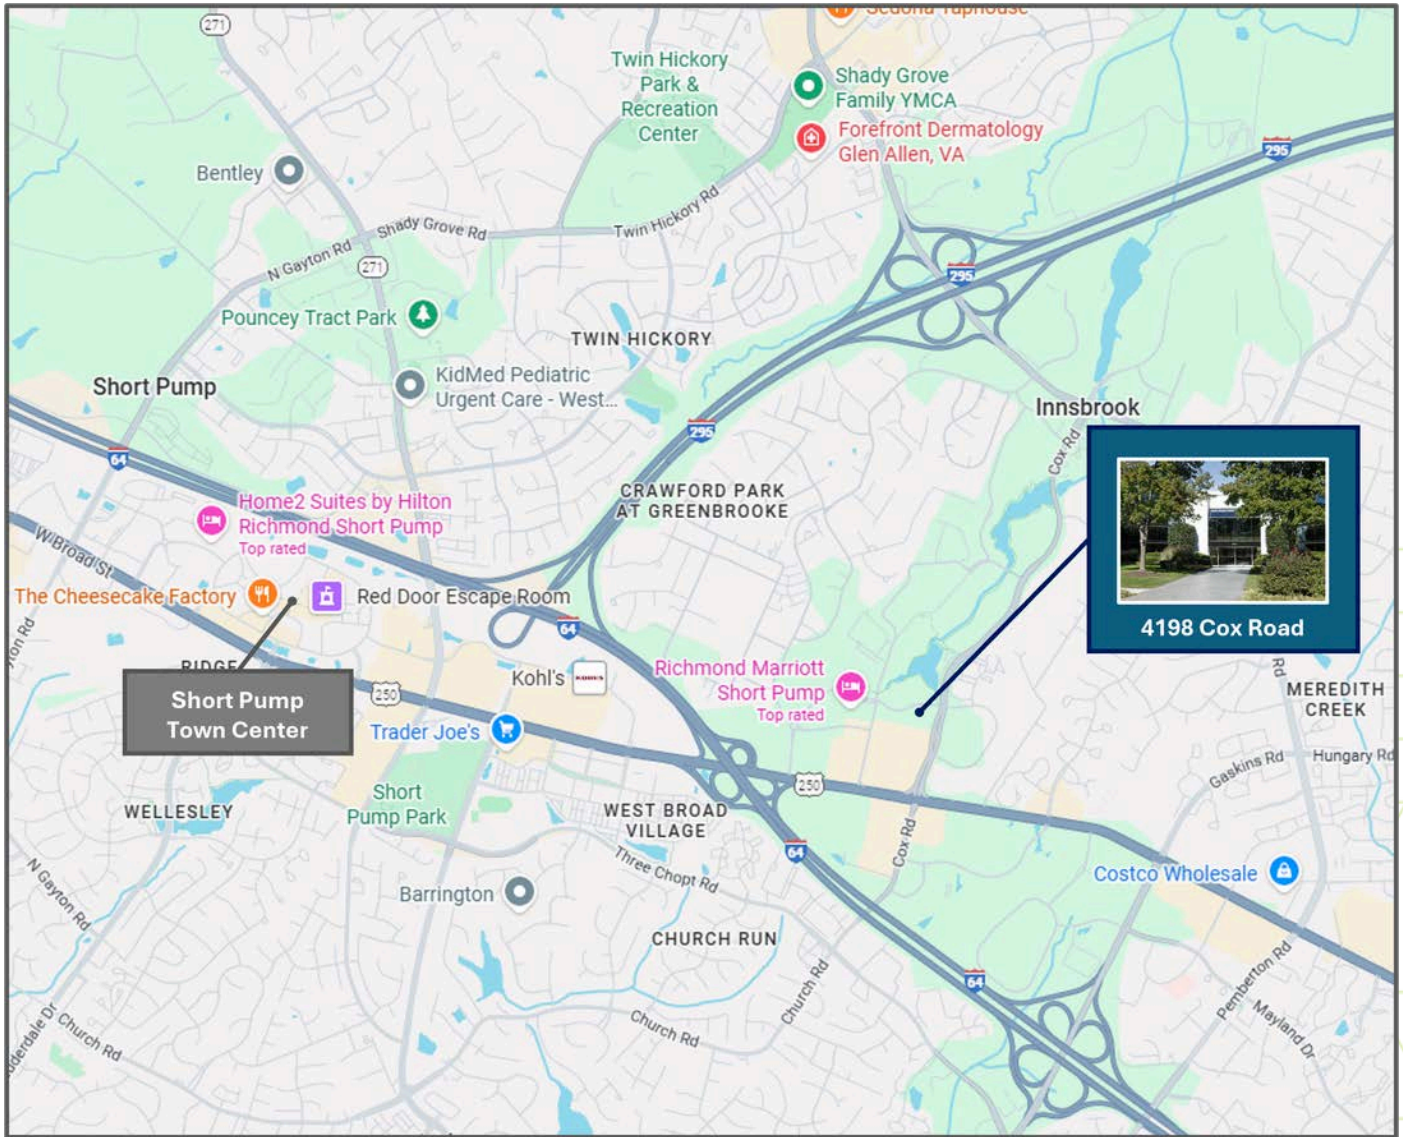 271
Sedona Taphouse
Twin Hickory
Park &
Recreation
Center
Shady Grove
Family YMCA
Forefront Dermatology
Glen Allen, VA
295
Bentley
Shady Grove Rd
Twin Hickory Rd
N Gayton Rd
271
295
Pouncey Tract Park
TWIN HICKORY
KidMed Pediatric
Urgent Care - West...
Short Pump
Innsbrook
295
64
Cox Rd
CRAWFORD PARK
AT GREENBROOKE
Home2 Suites by Hilton
Richmond Short Pump
Top rated
W Broad St
The Cheesecake Factory
Red Door Escape Room
64
4198 Cox Road
Short Pump
Town Center
250
Kohl's
KOHL'S
Richmond Marriott
Short Pump
Top rated
Rd
MEREDITH
CREEK
Trader Joe's
250
Gaskins Rd
Hungary Rd
Short
Pump Park
WELLESLEY
WEST BROAD
VILLAGE
64
Cox Rd
Three Chopt Rd
Costco Wholesale
N Gayton Rd
Barrington
CHURCH RUN
64
Church Rd
Pemberton Rd
Mayland Dr
Church Rd
Church Rd